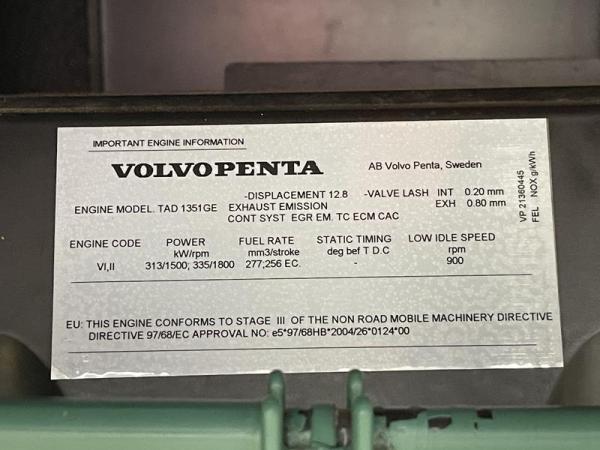 IMPORTANT ENGINE INFORMATION
VOLVO PENTA
AB Volvo Penta, Sweden
-DISPLACEMENT 12.8 -VALVE LASH INT 0.20 mm
ENGINE MODEL. TAD 1351GE EXHAUST EMISSION EXH 0.80 mm
CONT SYST EGR EM. TC ECM CAC
VP 21360445
FEL NOX g/kWh
ENGINE CODE POWER FUEL RATE STATIC TIMING LOW IDLE SPEED
kW/rpm mm3/stroke deg bef T D C rpm
VI,II 313/1500; 335/1800 277;256 EC. - 900
EU: THIS ENGINE CONFORMS TO STAGE III OF THE NON ROAD MOBILE MACHINERY DIRECTIVE
DIRECTIVE 97/68/EC APPROVAL NO: e5*97/68HB*2004/26*0124*00